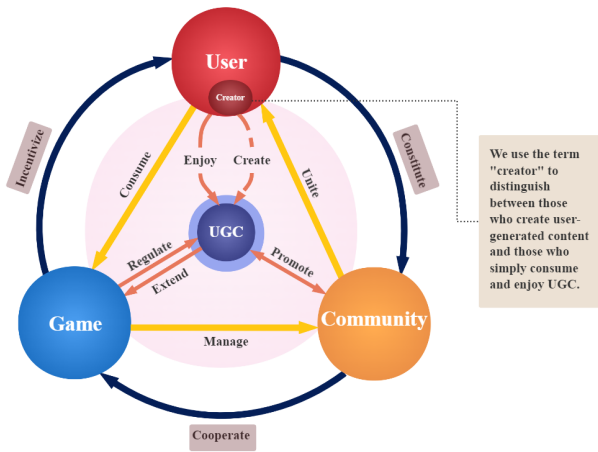 User
Creator
Incentivize
Constitute
Consume
Enjoy
Create
Unite
We use the term
"creator" to
distinguish
between those
who create user-
generated content
and those who
simply consume
and enjoy UGC.
UGC
Regulate
Extend
Promote
Game
Community
Manage
Cooperate